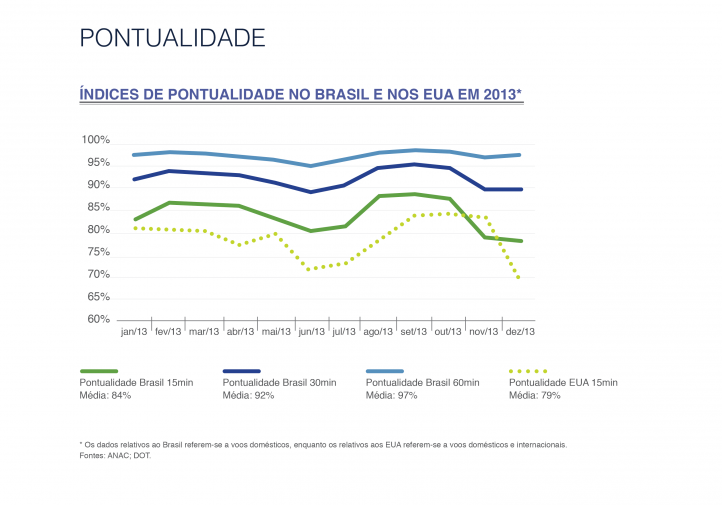 PONTUALIDADE
ÍNDICES DE PONTUALIDADE NO BRASIL E NOS EUA EM 2013*
100%
95%
90%
85%
80%
75%
70%
65%
60%
jan/13 fev/13 mar/13 abr/13 mai/13 jun/13 jul/13 ago/13 set/13 out/13 nov/13 dez/13
Pontualidade Brasil 15min Pontualidade Brasil 30min Pontualidade Brasil 60min Pontualidade EUA 15min
Média: 84% Média: 92% Média: 97% Média: 79%
* Os dados relativos ao Brasil referem-se a voos domésticos, enquanto os relativos aos EUA referem-se a voos domésticos e internacionais.
Fontes: ANAC; DOT.